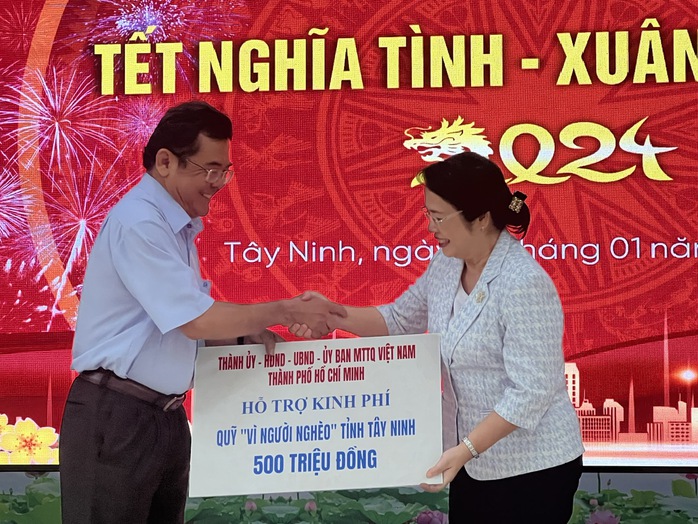 TẾT NGHĨA TÌNH - XUÂN
2024
Tây Ninh, ngày háng 01 năm
THÀNH ỦY - HĐND - UBND - ỦY BAN MTTQ VIỆT NAM
THÀNH PHỐ HỒ CHÍ MINH
HỖ TRỢ KINH PHÍ
QUỸ "VÌ NGƯỜI NGHÈO" TỈNH TÂY NINH
500 TRIỆU ĐỒNG